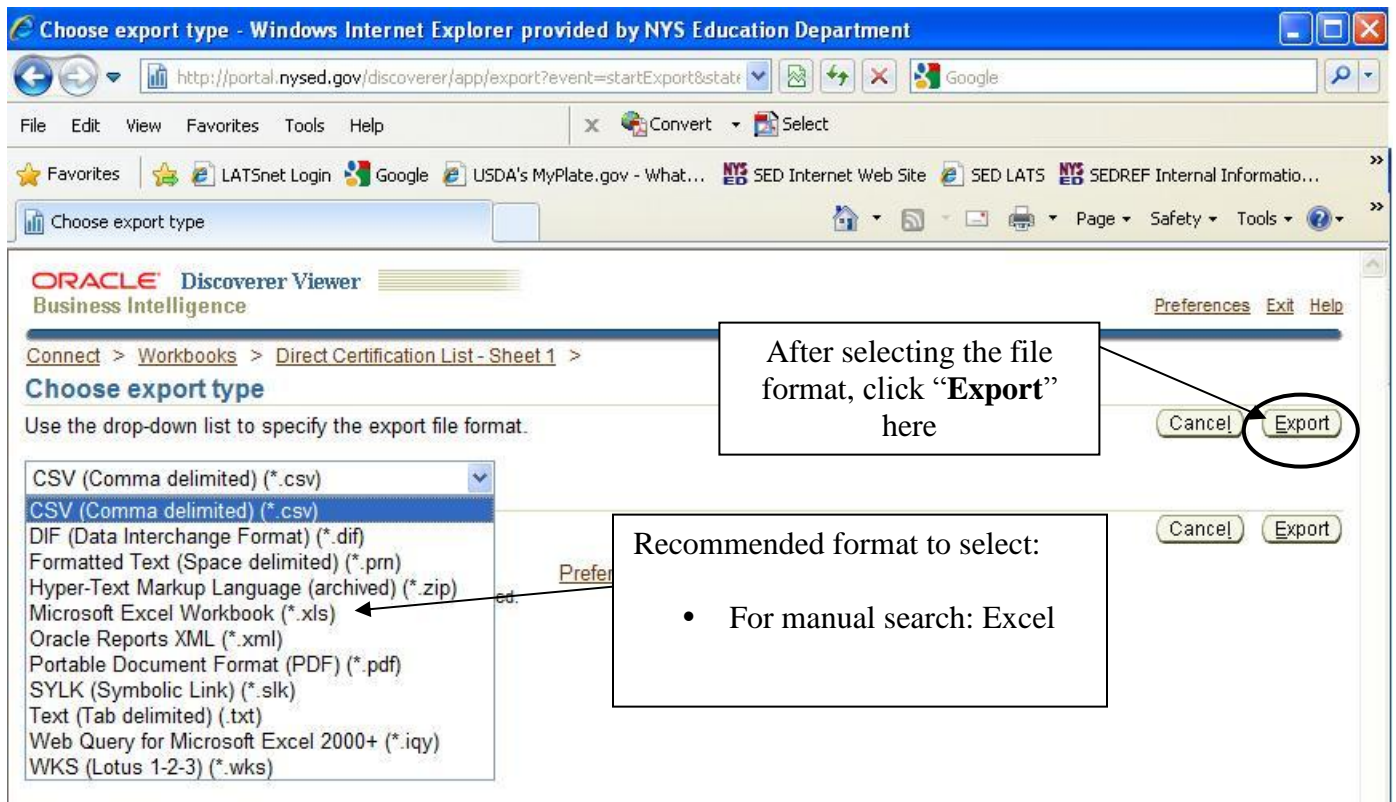 Choose export type - Windows Internet Explorer provided by NYS Education Department
http://portal.nysed.gov/discoverer/app/export?event=startExport&state
Google
File Edit View Favorites Tools Help
x Convert Select
Favorites LATSnet Login Google USDA's MyPlate.gov - What... NYS ED SED Internet Web Site SED LATS NYS ED SEDREF Internal Informatio... »
Choose export type
Page Safety Tools »
ORACLE Discoverer Viewer
Business Intelligence
Preferences Exit Help
Connect > Workbooks > Direct Certification List - Sheet 1 >
Choose export type
Use the drop-down list to specify the export file format.
After selecting the file
format, click “Export”
here
Cancel Export
CSV (Comma delimited) (*.csv)
CSV (Comma delimited) (*.csv)
DIF (Data Interchange Format) (*.dif)
Formatted Text (Space delimited) (*.prn)
Hyper-Text Markup Language (archived) (*.zip)
Microsoft Excel Workbook (*.xls)
Oracle Reports XML (*.xml)
Portable Document Format (PDF) (*.pdf)
SYLK (Symbolic Link) (*.slk)
Text (Tab delimited) (.txt)
Web Query for Microsoft Excel 2000+ (*.iqy)
WKS (Lotus 1-2-3) (*.wks)
Cancel Export
Prefer
ed.
Recommended format to select:
• For manual search: Excel